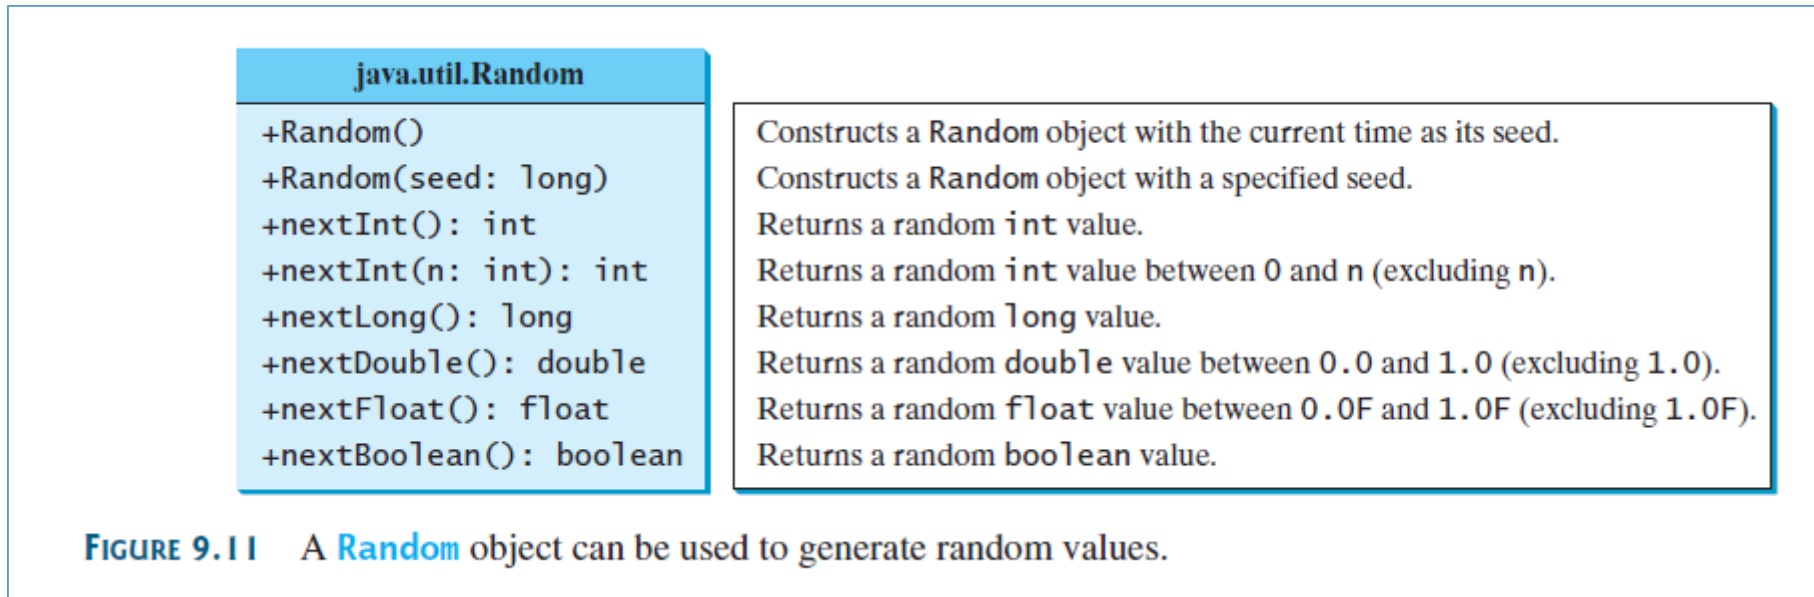 java.util.Random
+Random() Constructs a Random object with the current time as its seed.
+Random(seed: long) Constructs a Random object with a specified seed.
+nextInt(): int Returns a random int value.
+nextInt(n: int): int Returns a random int value between 0 and n (excluding n).
+nextLong(): long Returns a random long value.
+nextDouble(): double Returns a random double value between 0.0 and 1.0 (excluding 1.0).
+nextFloat(): float Returns a random float value between 0.0F and 1.0F (excluding 1.0F).
+nextBoolean(): boolean Returns a random boolean value.
FIGURE 9.11 A Random object can be used to generate random values.